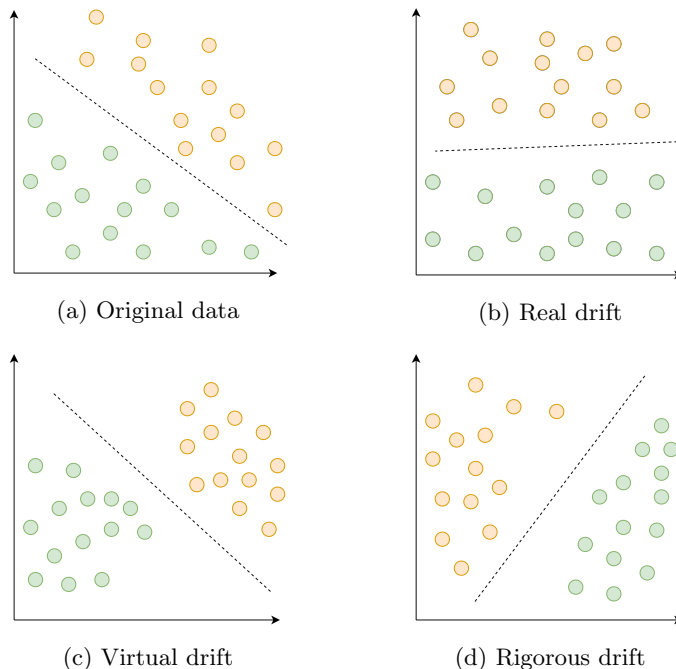 (a) Original data
(b) Real drift
(c) Virtual drift
(d) Rigorous drift